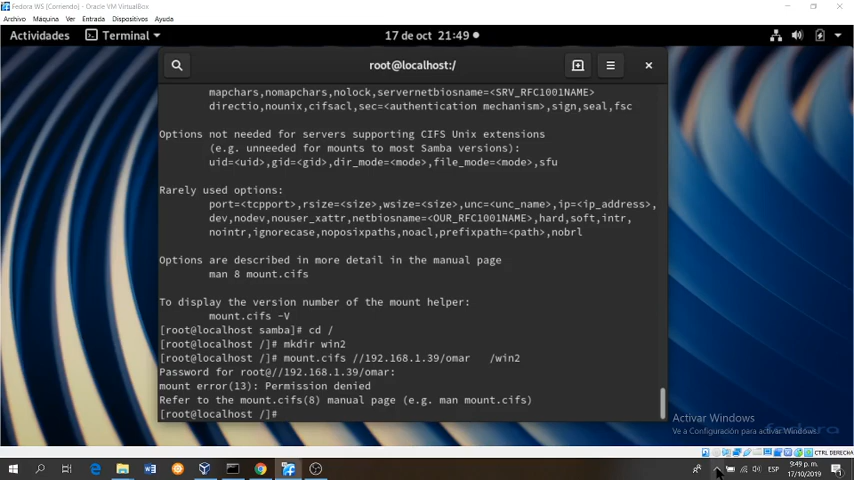 Fedora WS [Corriendo] - Oracle VM VirtualBox
Archivo Máquina Ver Entrada Dispositivos Ayuda
Actividades Terminal 17 de oct 21:49
root@localhost:/
mapchars,nomapchars,nolock,servernetbiosname=<SRV_RFC1001NAME>
directio,nounix,cifsacl,sec=<authentication mechanism>,sign,seal,fsc
Options not needed for servers supporting CIFS Unix extensions
(e.g. unneeded for mounts to most Samba versions):
uid=<uid>,gid=<gid>,dir_mode=<mode>,file_mode=<mode>,sfu
Rarely used options:
port=<tcpport>,rsize=<size>,wsize=<size>,unc=<unc_name>,ip=<ip_address>,
dev,nodev,nouser_xattr,netbiosname=<OUR_RFC1001NAME>,hard,soft,intr,
nointr,ignorecase,noposixpaths,noacl,prefixpath=<path>,nobrl
Options are described in more detail in the manual page
man 8 mount.cifs
To display the version number of the mount helper:
mount.cifs -V
[root@localhost samba]# cd /
[root@localhost /]# mkdir win2
[root@localhost /]# mount.cifs //192.168.1.39/omar /win2
Password for root@//192.168.1.39/omar:
mount error(13): Permission denied
Refer to the mount.cifs(8) manual page (e.g. man mount.cifs)
[root@localhost /]#
Activar Windows
Ve a Configuración para activar Windows.
fedora
CTRL DERECHA
ESP
9:49 p. m.
17/10/2019